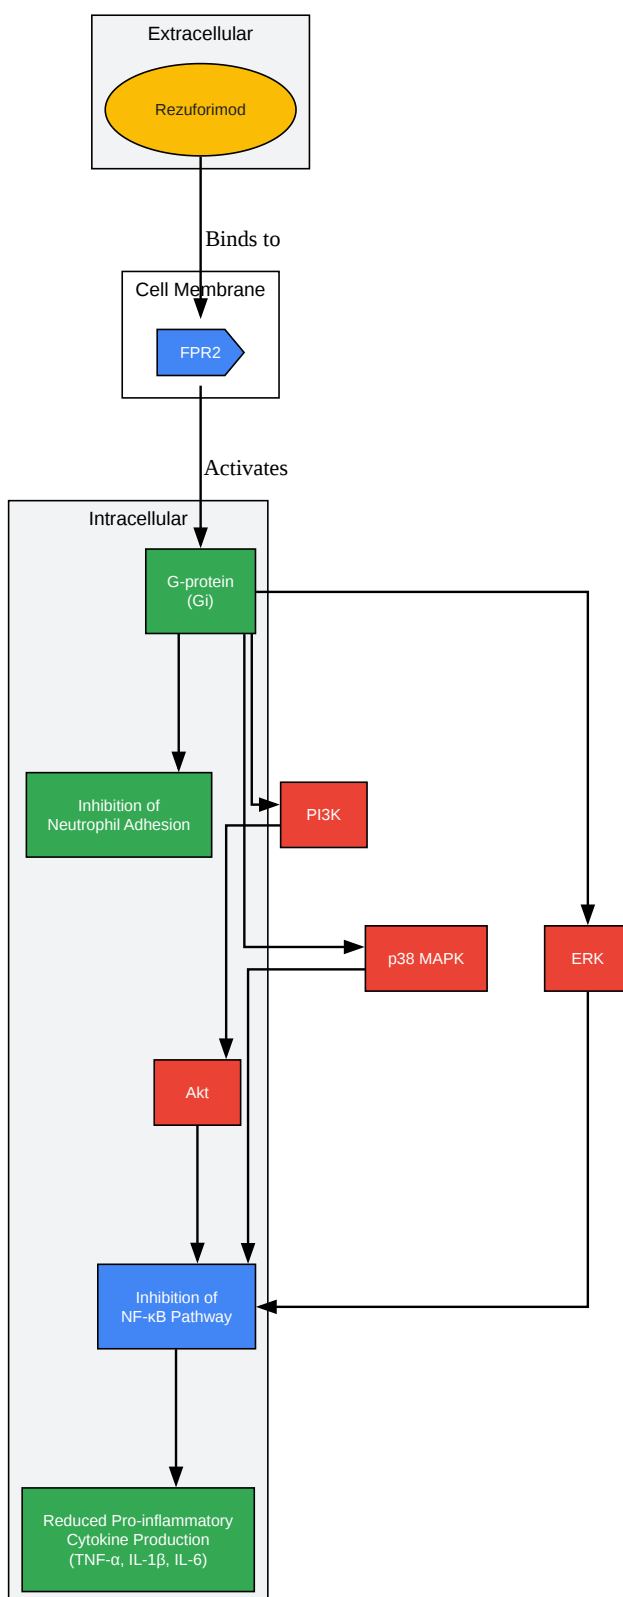 Extracellular
Rezuforimod
Binds to
Cell Membrane
FPR2
Activates
Intracellular
G-protein
(Gi)
Inhibition of
Neutrophil Adhesion
PI3K
p38 MAPK
ERK
Akt
Inhibition of
NF-κB Pathway
Reduced Pro-inflammatory
Cytokine Production
(TNF-α, IL-1β, IL-6)